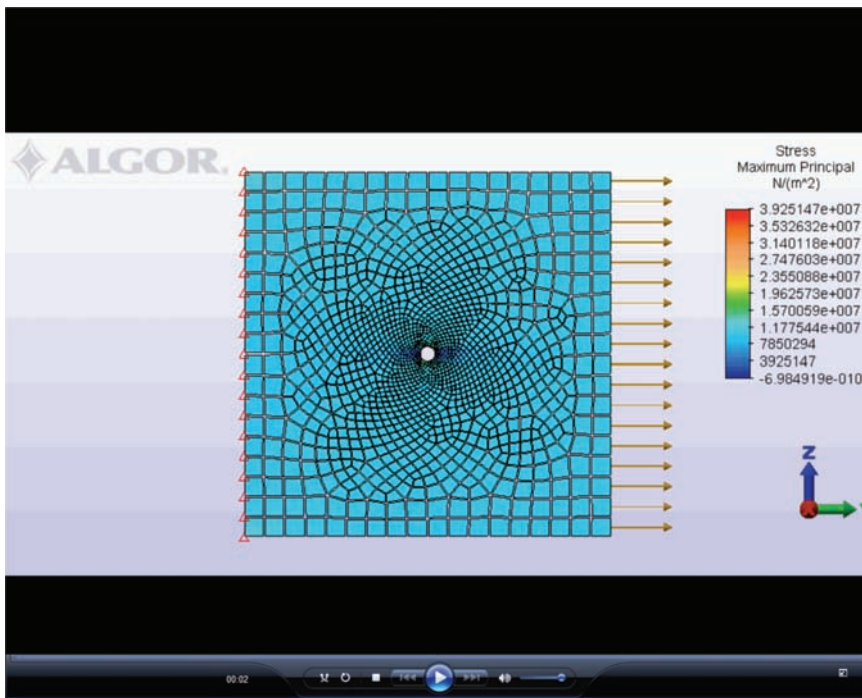 ALGOR.
Stress
Maximum Principal
N/(m^2)
3.925147e+007
3.532632e+007
3.140118e+007
2.747603e+007
2.355088e+007
1.962573e+007
1.570059e+007
1.177544e+007
7850294
3925147
-6.984919e-010
Z
Y
00:02